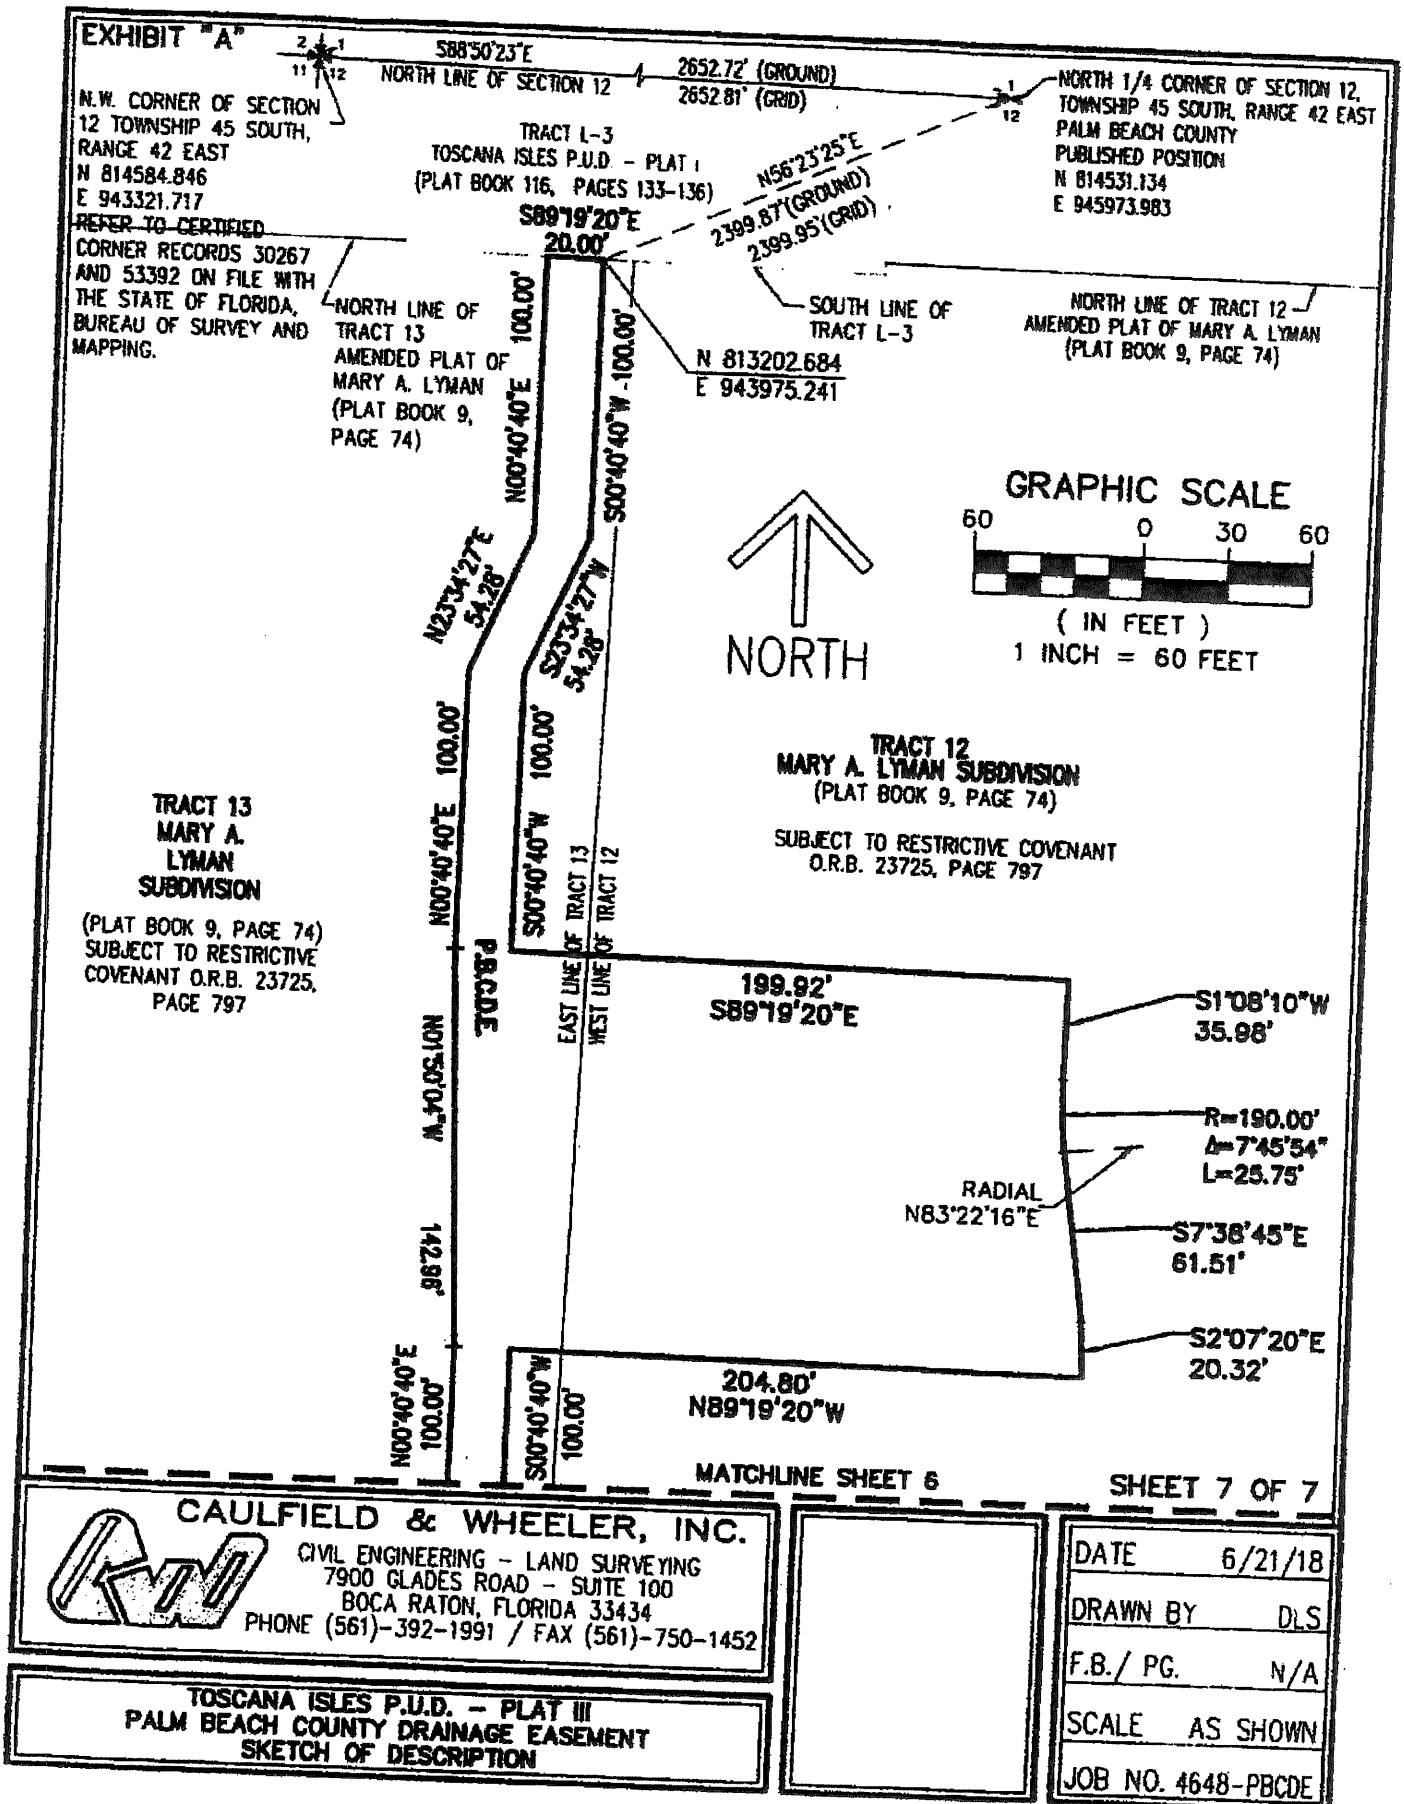 EXHIBIT "A"
2 1
11 12
S88°50'23"E
NORTH LINE OF SECTION 12
2652.72' (GROUND)
2652.81' (GRID)
1
12
NORTH 1/4 CORNER OF SECTION 12,
TOWNSHIP 45 SOUTH, RANGE 42 EAST
PALM BEACH COUNTY
PUBLISHED POSITION
N 814531.134
E 945973.983
N.W. CORNER OF SECTION
12 TOWNSHIP 45 SOUTH,
RANGE 42 EAST
N 814584.846
E 943321.717
REFER TO CERTIFIED
CORNER RECORDS 30267
AND 53392 ON FILE WITH
THE STATE OF FLORIDA,
BUREAU OF SURVEY AND
MAPPING.
TRACT L-3
TOSCANA ISLES P.U.D. - PLAT I
(PLAT BOOK 116, PAGES 133-136)
S89°19'20"E
20.00'
N56°23'25"E
2399.87'(GROUND)
2399.95'(GRID)
NORTH LINE OF
TRACT 13
AMENDED PLAT OF
MARY A. LYMAN
(PLAT BOOK 9,
PAGE 74)
SOUTH LINE OF
TRACT L-3
NORTH LINE OF TRACT 12
AMENDED PLAT OF MARY A. LYMAN
(PLAT BOOK 9, PAGE 74)
N 813202.684
E 943975.241
N00°40'40"E 100.00'
S00°40'40"W -100.00'
GRAPHIC SCALE
60 0 30 60
( IN FEET )
1 INCH = 60 FEET
NORTH
N23°34'27"E
54.28'
S23°34'27"W
54.28'
N00°40'40"E 100.00'
S00°40'40"W 100.00'
TRACT 12
MARY A. LYMAN SUBDIVISION
(PLAT BOOK 9, PAGE 74)
SUBJECT TO RESTRICTIVE COVENANT
O.R.B. 23725, PAGE 797
TRACT 13
MARY A.
LYMAN
SUBDIVISION
(PLAT BOOK 9, PAGE 74)
SUBJECT TO RESTRICTIVE
COVENANT O.R.B. 23725,
PAGE 797
P.B.C.D.E.
EAST LINE OF TRACT 13
WEST LINE OF TRACT 12
199.92'
S89°19'20"E
S1°08'10"W
35.98'
N01°50'04"W 142.96'
R=190.00'
Δ=7°45'54"
L=25.75'
RADIAL
N83°22'16"E
S7°38'45"E
61.51'
S2°07'20"E
20.32'
204.80'
N89°19'20"W
N00°40'40"E
100.00'
S00°40'40"W
100.00'
MATCHLINE SHEET 6
SHEET 7 OF 7
CAULFIELD & WHEELER, INC.
CIVIL ENGINEERING - LAND SURVEYING
7900 GLADES ROAD - SUITE 100
BOCA RATON, FLORIDA 33434
PHONE (561)-392-1991 / FAX (561)-750-1452
TOSCANA ISLES P.U.D. - PLAT III
PALM BEACH COUNTY DRAINAGE EASEMENT
SKETCH OF DESCRIPTION
DATE 6/21/18
DRAWN BY DLS
F.B./ PG. N/A
SCALE AS SHOWN
JOB NO. 4648-PBCDE